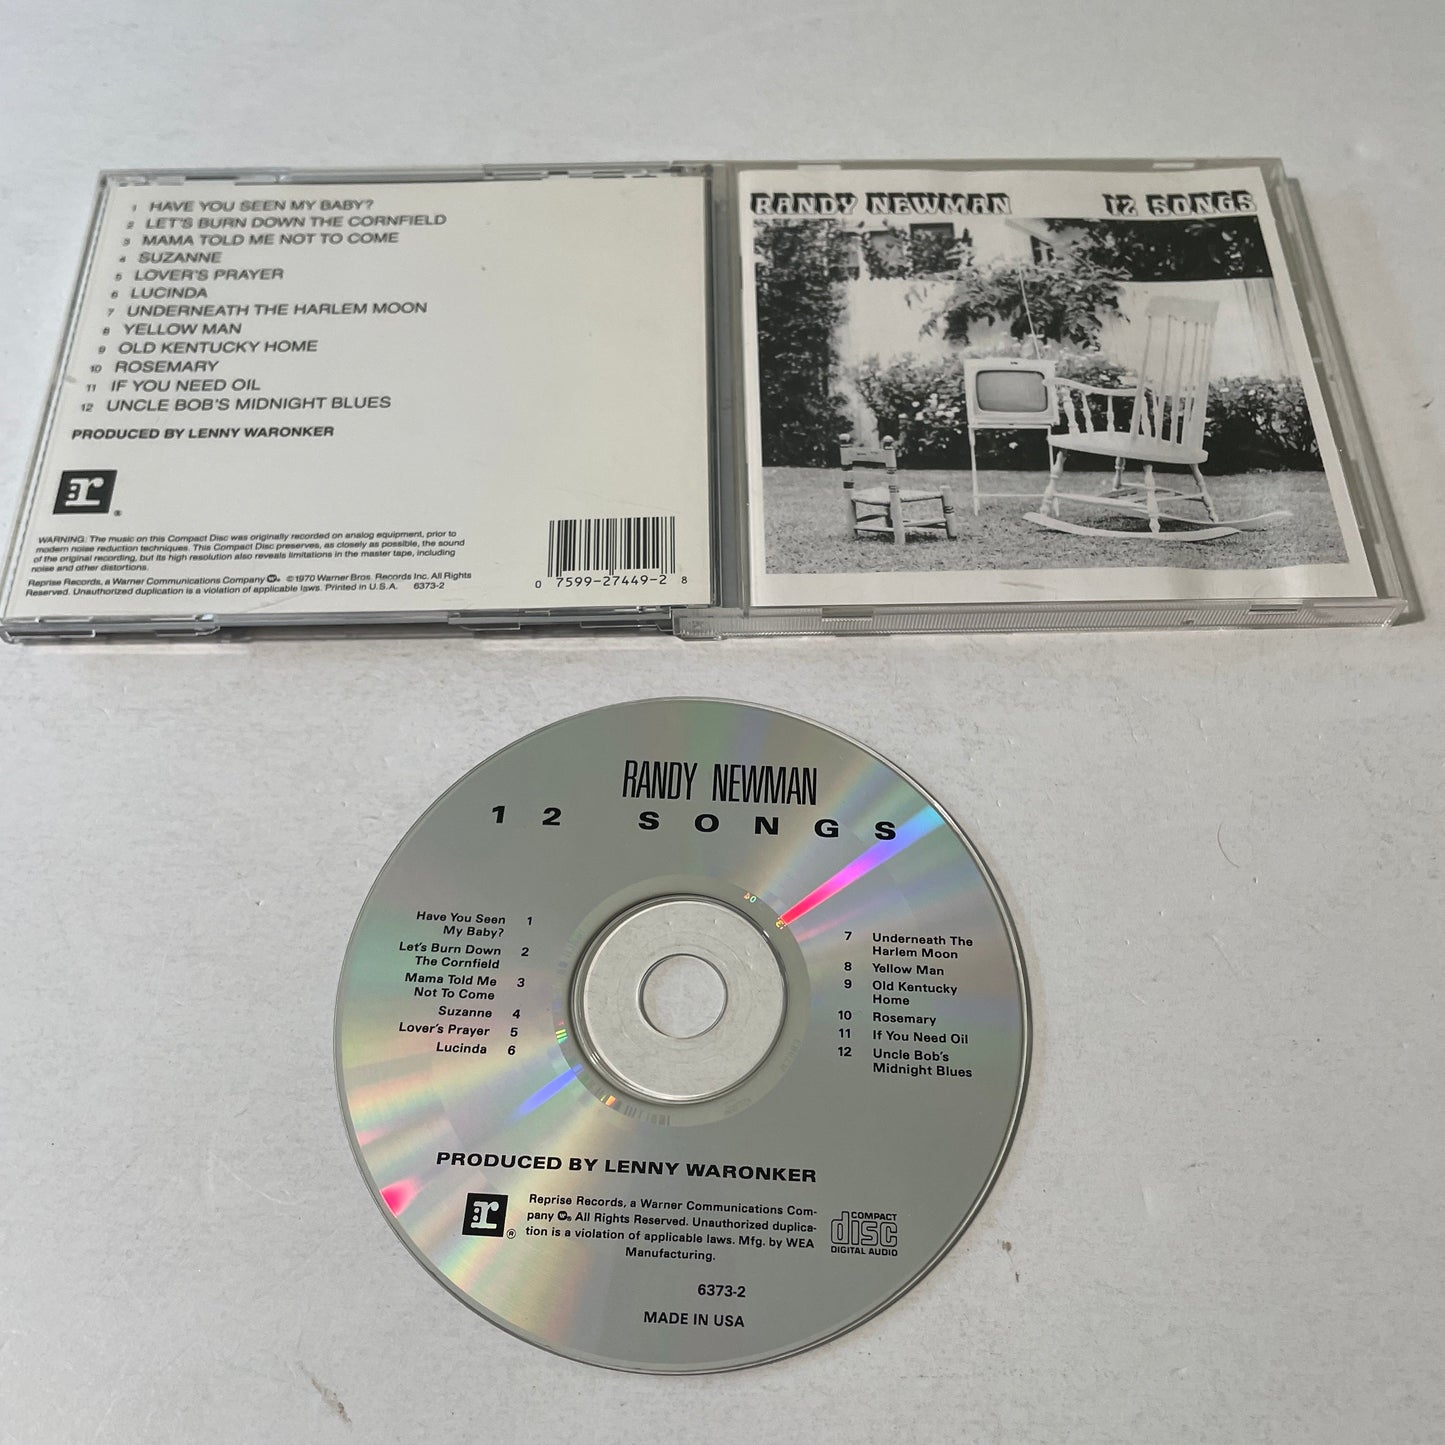 1 HAVE YOU SEEN MY BABY?
2 LET'S BURN DOWN THE CORNFIELD
3 MAMA TOLD ME NOT TO COME
4 SUZANNE
5 LOVER'S PRAYER
6 LUCINDA
7 UNDERNEATH THE HARLEM MOON
8 YELLOW MAN
9 OLD KENTUCKY HOME
10 ROSEMARY
11 IF YOU NEED OIL
12 UNCLE BOB'S MIDNIGHT BLUES
PRODUCED BY LENNY WARONKER
r®
WARNING: The music on this Compact Disc was originally recorded on analog equipment, prior to
modern noise reduction techniques. This Compact Disc preserves, as closely as possible, the sound
of the original recording, but its high resolution also reveals limitations in the master tape, including
noise and other distortions.
Reprise Records, a Warner Communications Company ©1970 Warner Bros. Records Inc. All Rights
Reserved. Unauthorized duplication is a violation of applicable laws. Printed in U.S.A. 6373-2
0 7599-27449-2 8
RANDY NEWMAN 12 SONGS
RANDY NEWMAN
12 SONGS
Have You Seen 1
My Baby?
Let's Burn Down 2
The Cornfield
Mama Told Me 3
Not To Come
Suzanne 4
Lover's Prayer 5
Lucinda 6
7 Underneath The
Harlem Moon
8 Yellow Man
9 Old Kentucky
Home
10 Rosemary
11 If You Need Oil
12 Uncle Bob's
Midnight Blues
PRODUCED BY LENNY WARONKER
r®
Reprise Records, a Warner Communications Com-
pany All Rights Reserved. Unauthorized duplica-
tion is a violation of applicable laws. Mfg. by WEA
Manufacturing.
COMPACT
disc
DIGITAL AUDIO
6373-2
MADE IN USA